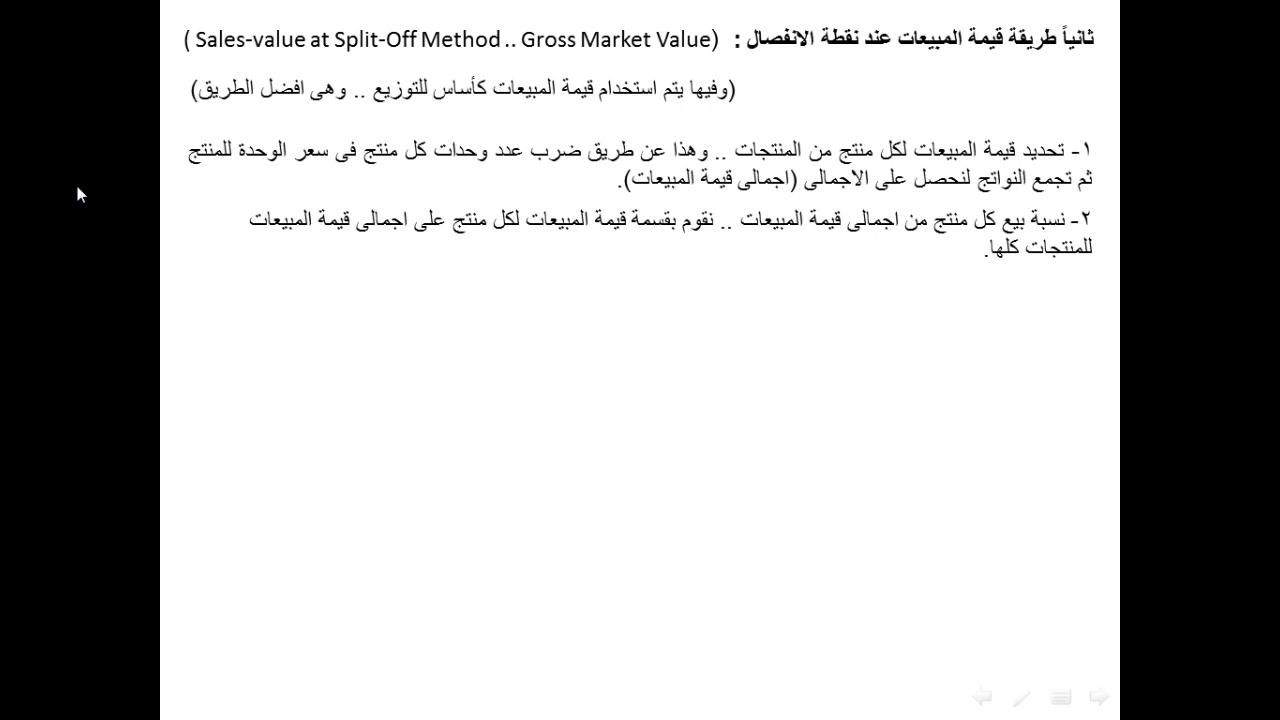 ثانياً طريقة قيمة المبيعات عند نقطة الانفصال : (Sales-value at Split-Off Method .. Gross Market Value )
(وفيها يتم استخدام قيمة المبيعات كأساس للتوزيع .. وهى افضل الطريق)
١- تحديد قيمة المبيعات لكل منتج من المنتجات .. وهذا عن طريق ضرب عدد وحدات كل منتج فى سعر الوحدة للمنتج
ثم تجمع النواتج لنحصل على الاجمالى (اجمالى قيمة المبيعات).
٢- نسبة بيع كل منتج من اجمالى قيمة المبيعات .. نقوم بقسمة قيمة المبيعات لكل منتج على اجمالى قيمة المبيعات
للمنتجات كلها.